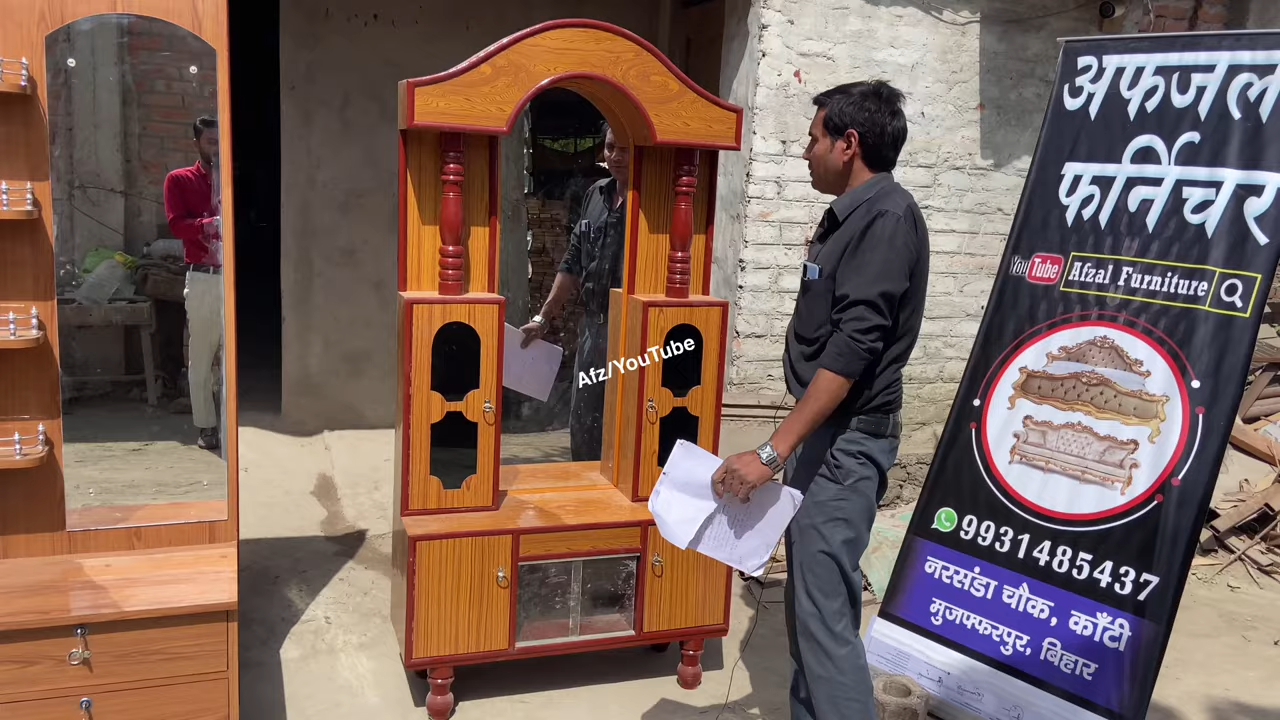 Afz/YouTube
अफजल
फर्निचर
YouTube Afzal Furniture
9931485437
नरसंडा चौक, काँटी
मुजफ्फरपुर, बिहार